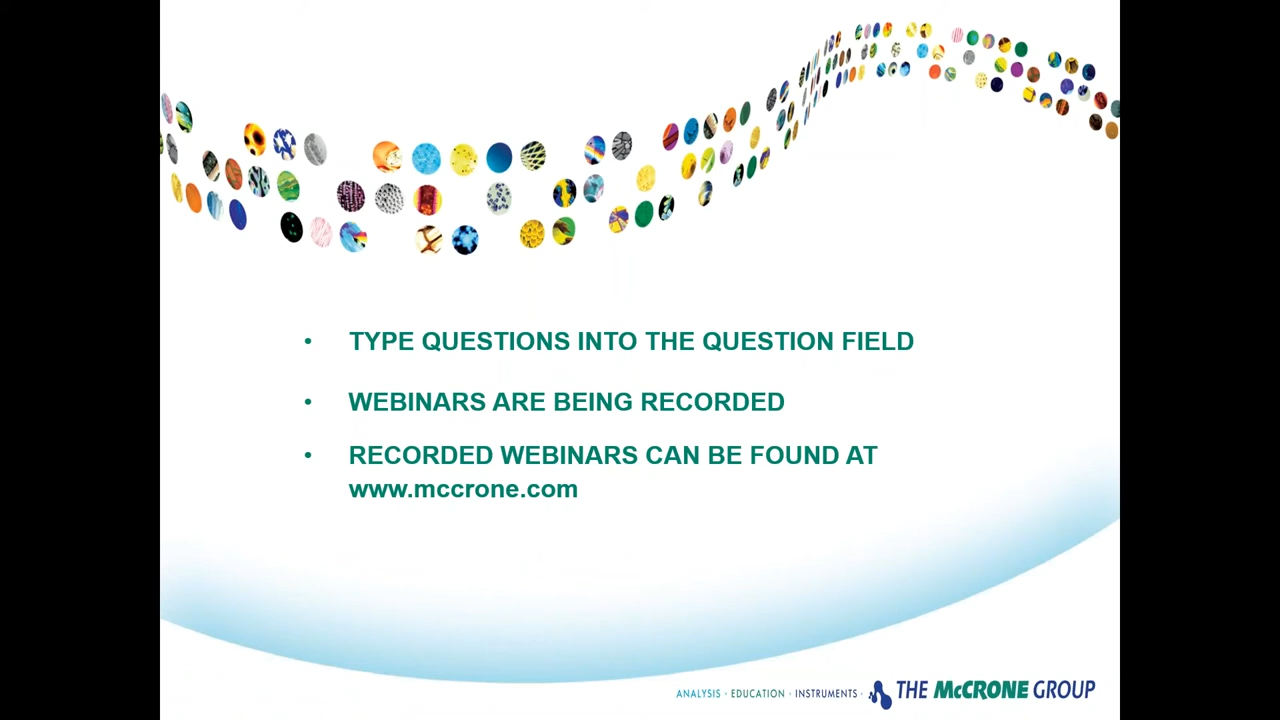 • TYPE QUESTIONS INTO THE QUESTION FIELD
• WEBINARS ARE BEING RECORDED
• RECORDED WEBINARS CAN BE FOUND AT
www.mccrone.com
ANALYSIS · EDUCATION · INSTRUMENTS · THE McCRONE GROUP